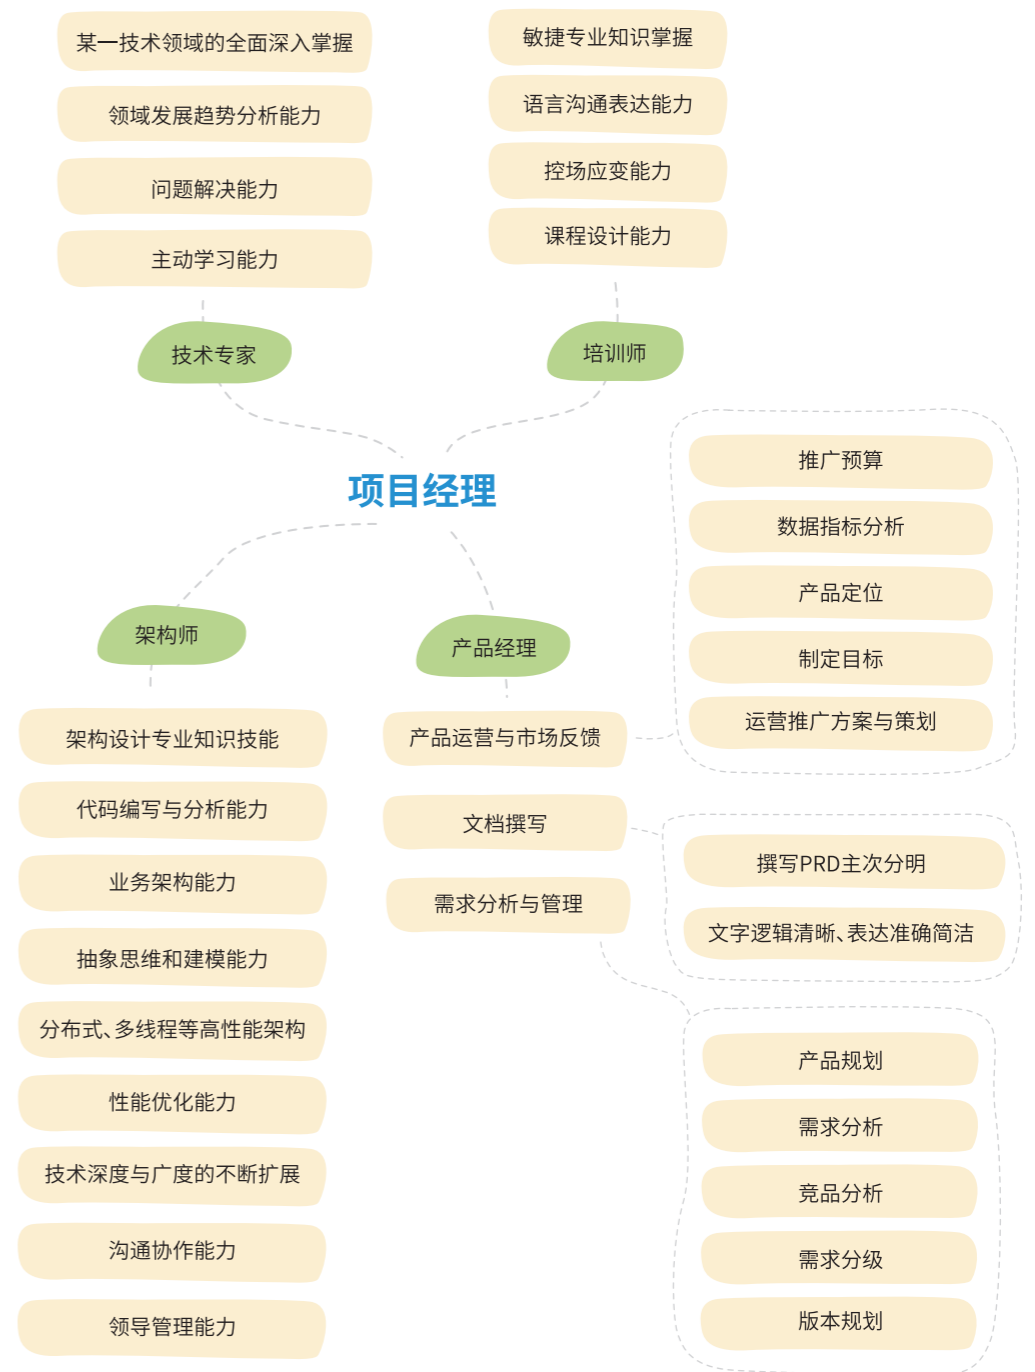 某一技术领域的全面深入掌握
领域发展趋势分析能力
问题解决能力
主动学习能力
技术专家
敏捷专业知识掌握
语言沟通表达能力
控场应变能力
课程设计能力
培训师
项目经理
架构师
架构设计专业知识技能
代码编写与分析能力
业务架构能力
抽象思维和建模能力
分布式、多线程等高性能架构
性能优化能力
技术深度与广度的不断扩展
沟通协作能力
领导管理能力
产品经理
产品运营与市场反馈
文档撰写
需求分析与管理
推广预算
数据指标分析
产品定位
制定目标
运营推广方案与策划
撰写PRD主次分明
文字逻辑清晰、表达准确简洁
产品规划
需求分析
竞品分析
需求分级
版本规划